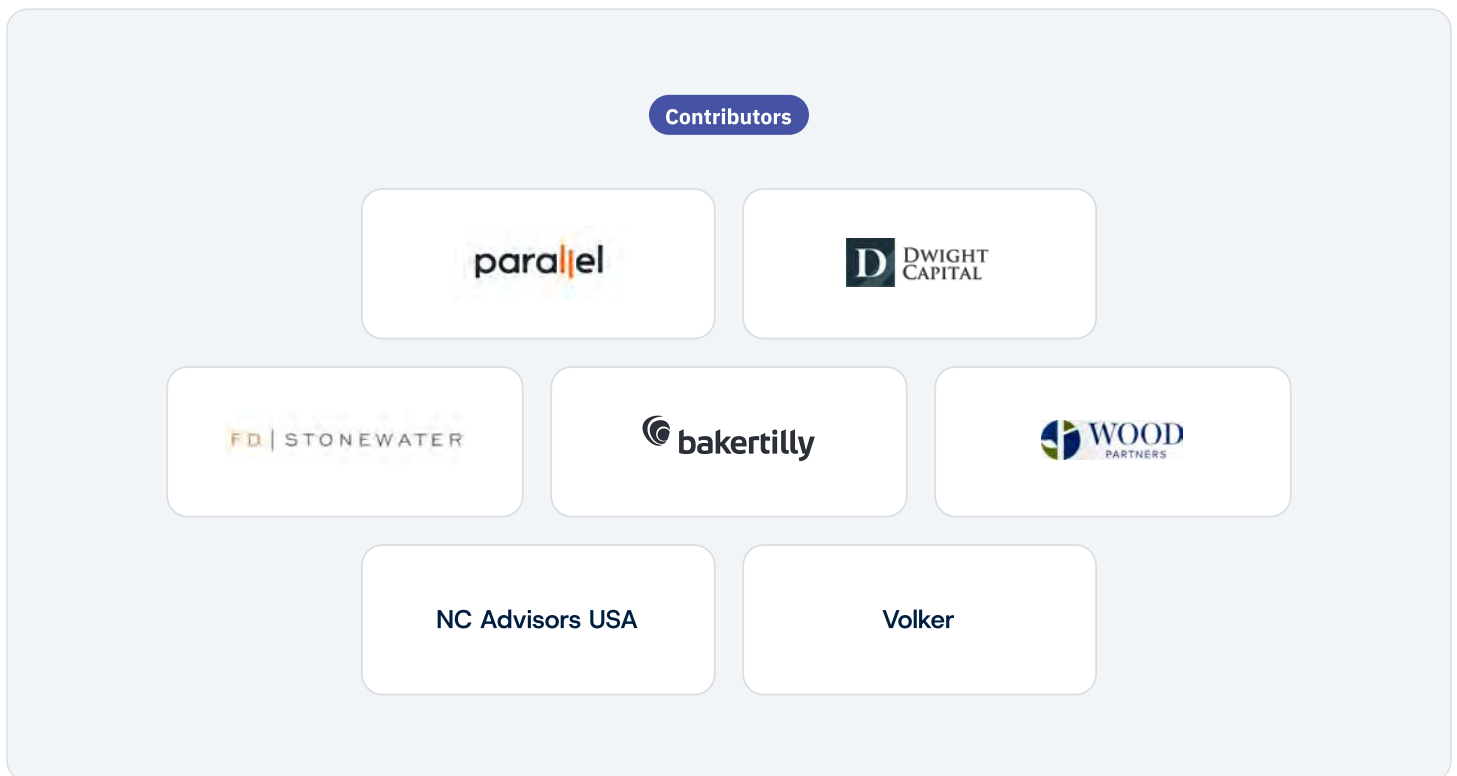 Contributors
parallel
D DWIGHT
CAPITAL
FD | STONEWATER
bakertilly
WOOD
PARTNERS
NC Advisors USA
Volker